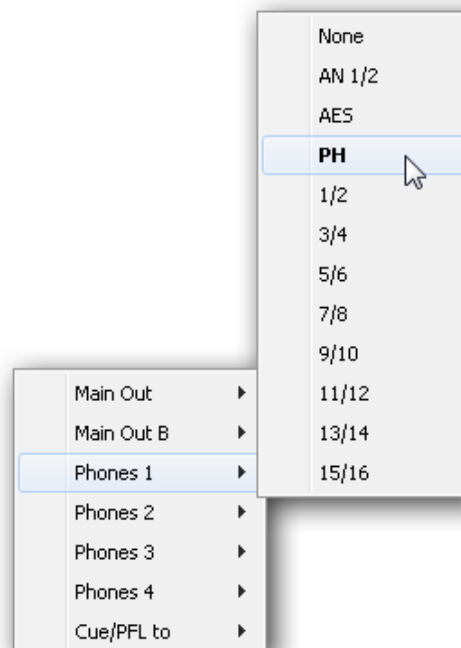 None
AN 1/2
AES
PH
1/2
3/4
5/6
7/8
9/10
11/12
13/14
15/16
Main Out
Main Out B
Phones 1
Phones 2
Phones 3
Phones 4
Cue/PFL to